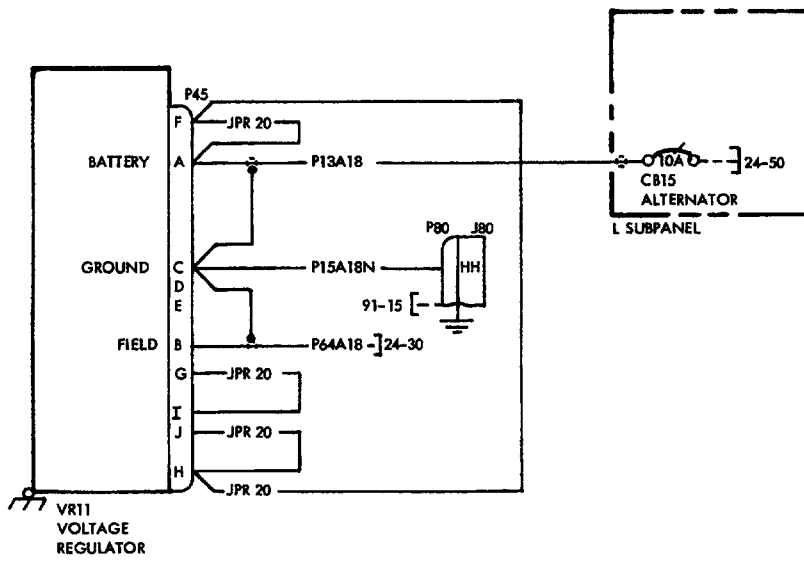 P45
F JPR 20
BATTERY A P13A18 10A 24-50
CB15
ALTERNATOR
L SUBPANEL
P80 J80
GROUND C P15A18N HH
D
E 91-15
FIELD B P64A18 24-30
G JPR 20
I
J JPR 20
H
JPR 20
VR11
VOLTAGE
REGULATOR